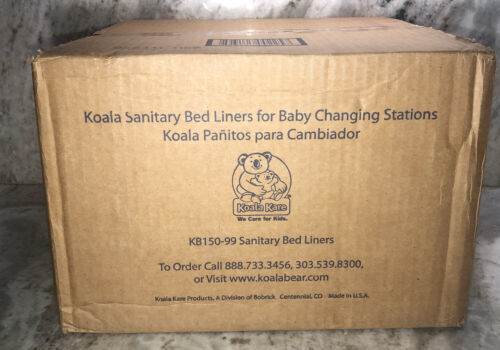 Koala Sanitary Bed Liners for Baby Changing Stations
Koala Pañitos para Cambiador
Koala Kare
We Care for Kids.
KB150-99 Sanitary Bed Liners
To Order Call 888.733.3456, 303.539.8300,
or Visit www.koalabear.com
Koala Kare Products, A Division of Bobrick. Centennial, CO Made in U.S.A.